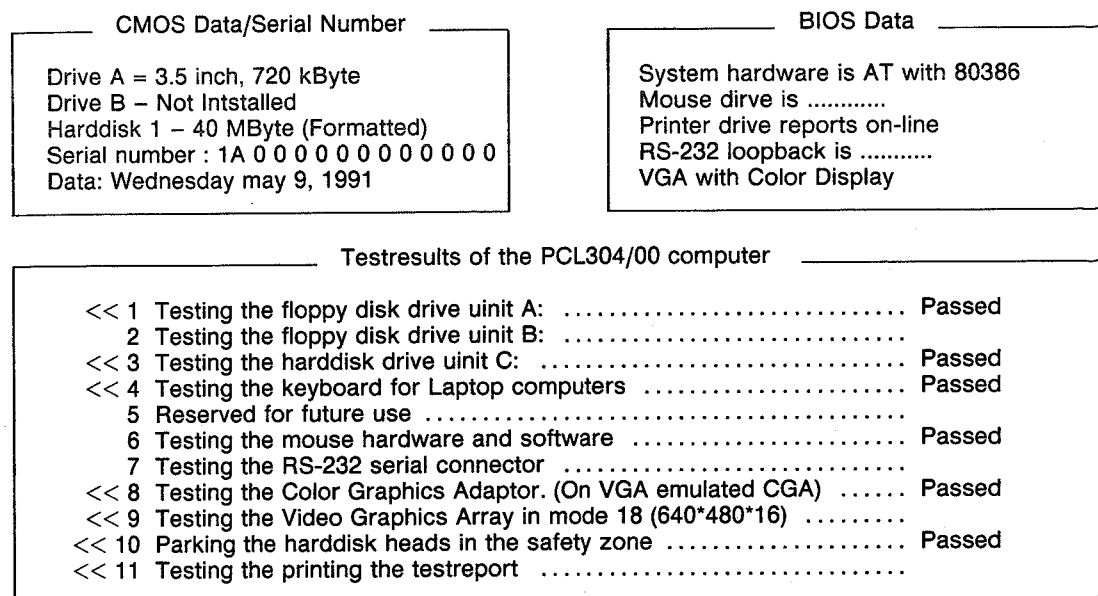 CMOS Data/Serial Number
Drive A = 3.5 inch, 720 kByte
Drive B – Not Intstalled
Harddisk 1 – 40 MByte (Formatted)
Serial number : 1A 0 0 0 0 0 0 0 0 0 0 0 0
Data: Wednesday may 9, 1991
BIOS Data
System hardware is AT with 80386
Mouse dirve is ............
Printer drive reports on-line
RS-232 loopback is ...........
VGA with Color Display
Testresults of the PCL304/00 computer
<< 1 Testing the floppy disk drive uinit A: ............................... Passed
2 Testing the floppy disk drive uinit B: ...............................
<< 3 Testing the harddisk drive uinit C: ................................... Passed
<< 4 Testing the keyboard for Laptop computers ........................ Passed
5 Reserved for future use ............................................
6 Testing the mouse hardware and software ......................... Passed
7 Testing the RS-232 serial connector ...............................
<< 8 Testing the Color Graphics Adaptor. (On VGA emulated CGA) ...... Passed
<< 9 Testing the Video Graphics Array in mode 18 (640*480*16) .........
<< 10 Parking the harddisk heads in the safety zone ...................... Passed
<< 11 Testing the printing the testreport .................................